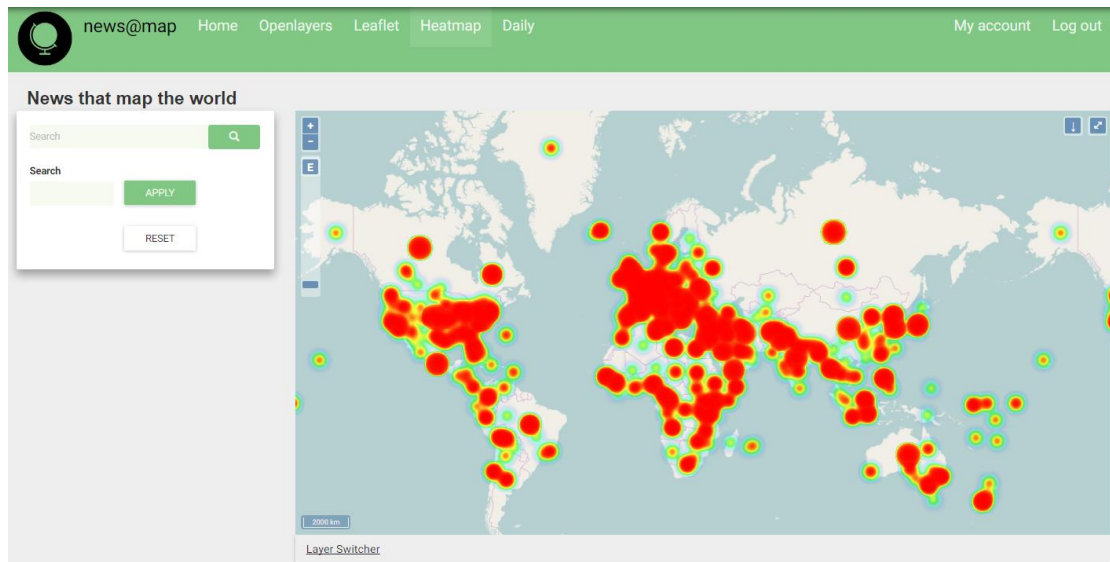 news@map Home Openlayers Leaflet Heatmap Daily My account Log out
News that map the world
Search
Search
APPLY
RESET
+
-
E
↓
2000 km
Layer Switcher